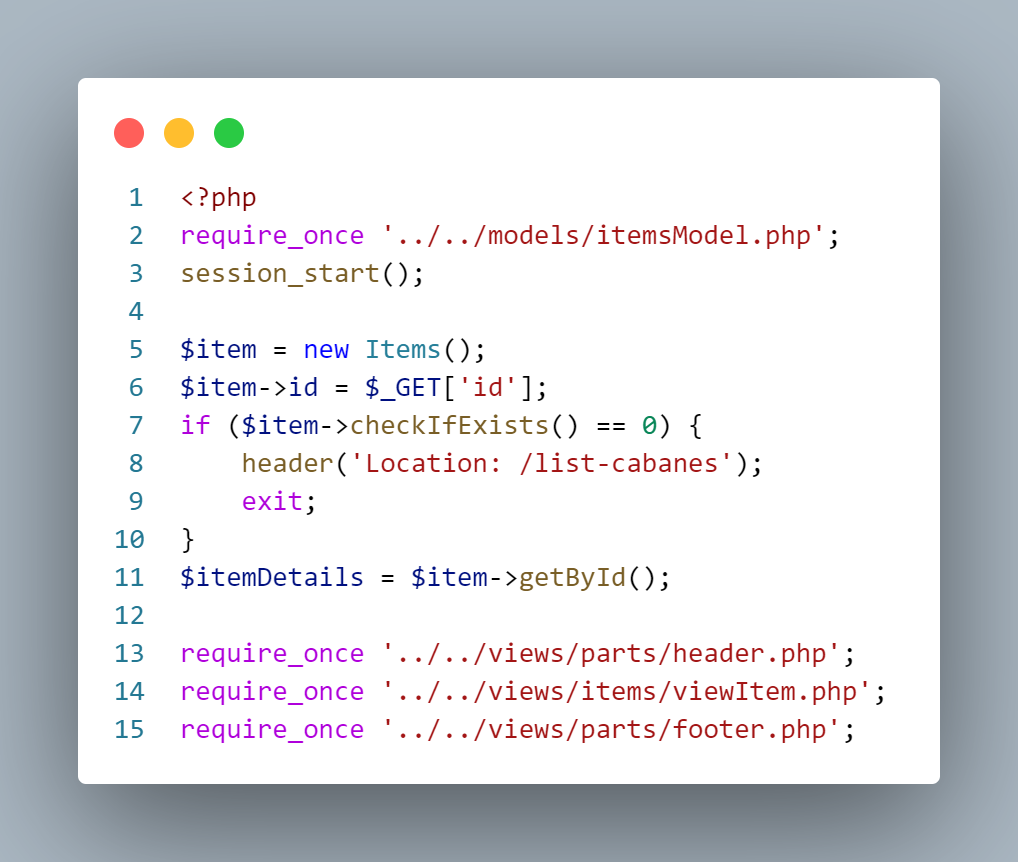 1 <?php
2 require_once '../../models/itemsModel.php';
3 session_start();
4
5 $item = new Items();
6 $item->id = $_GET['id'];
7 if ($item->checkIfExists() == 0) {
8     header('Location: /list-cabanes');
9     exit;
10 }
11 $itemDetails = $item->getById();
12
13 require_once '../../views/parts/header.php';
14 require_once '../../views/items/viewItem.php';
15 require_once '../../views/parts/footer.php';